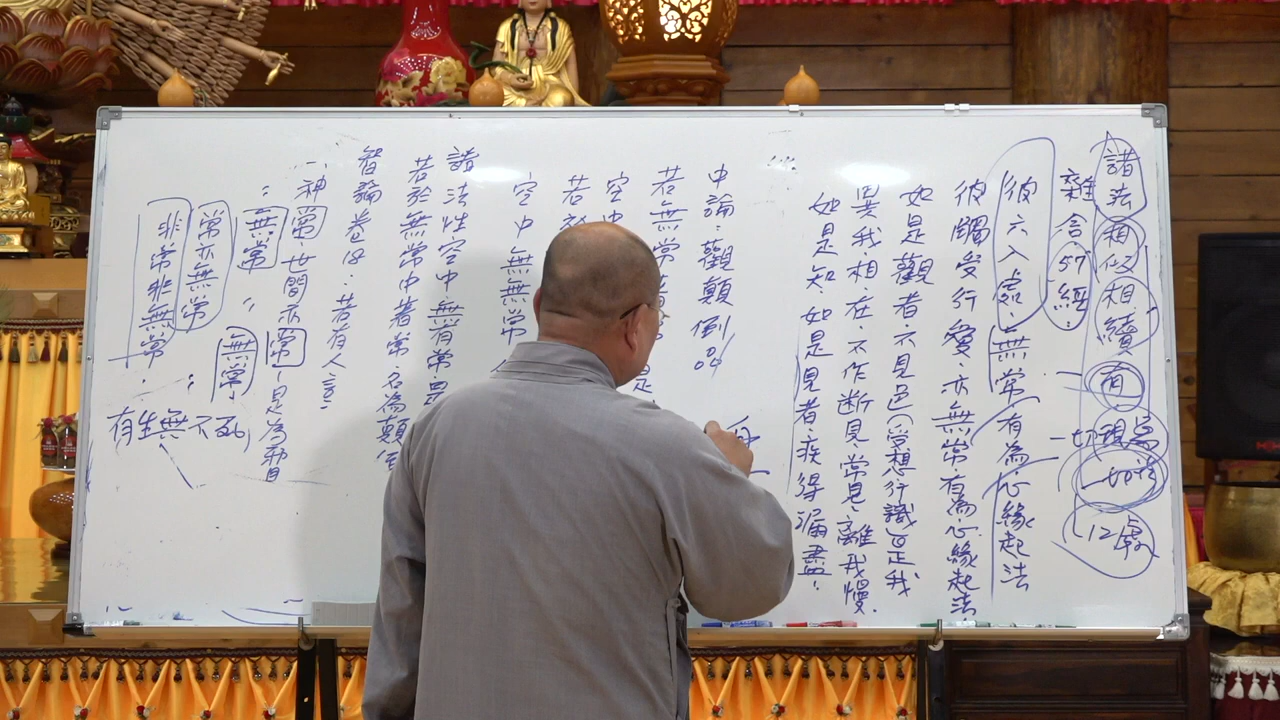 諸法相似相續有
一切現為
12處
雜含57經.
彼六入處.無常有為心緣起法
彼觸受行愛.亦無常有為心緣起法
如是觀者.不見色(受想行識)是我
異我.相在.不作斷見常見.離我慢.
如是知.如是見者.疾得漏盡.
中論.觀顛倒品
若無常
是
空中
若於
空中無無常
諸法性空中無有常是
若於無常中著常.名為顛倒
智論卷18:若有人言:
神常.世間亦常.是為邪
〃無常〃無常
常亦無常
非常非無常
有生無不死,